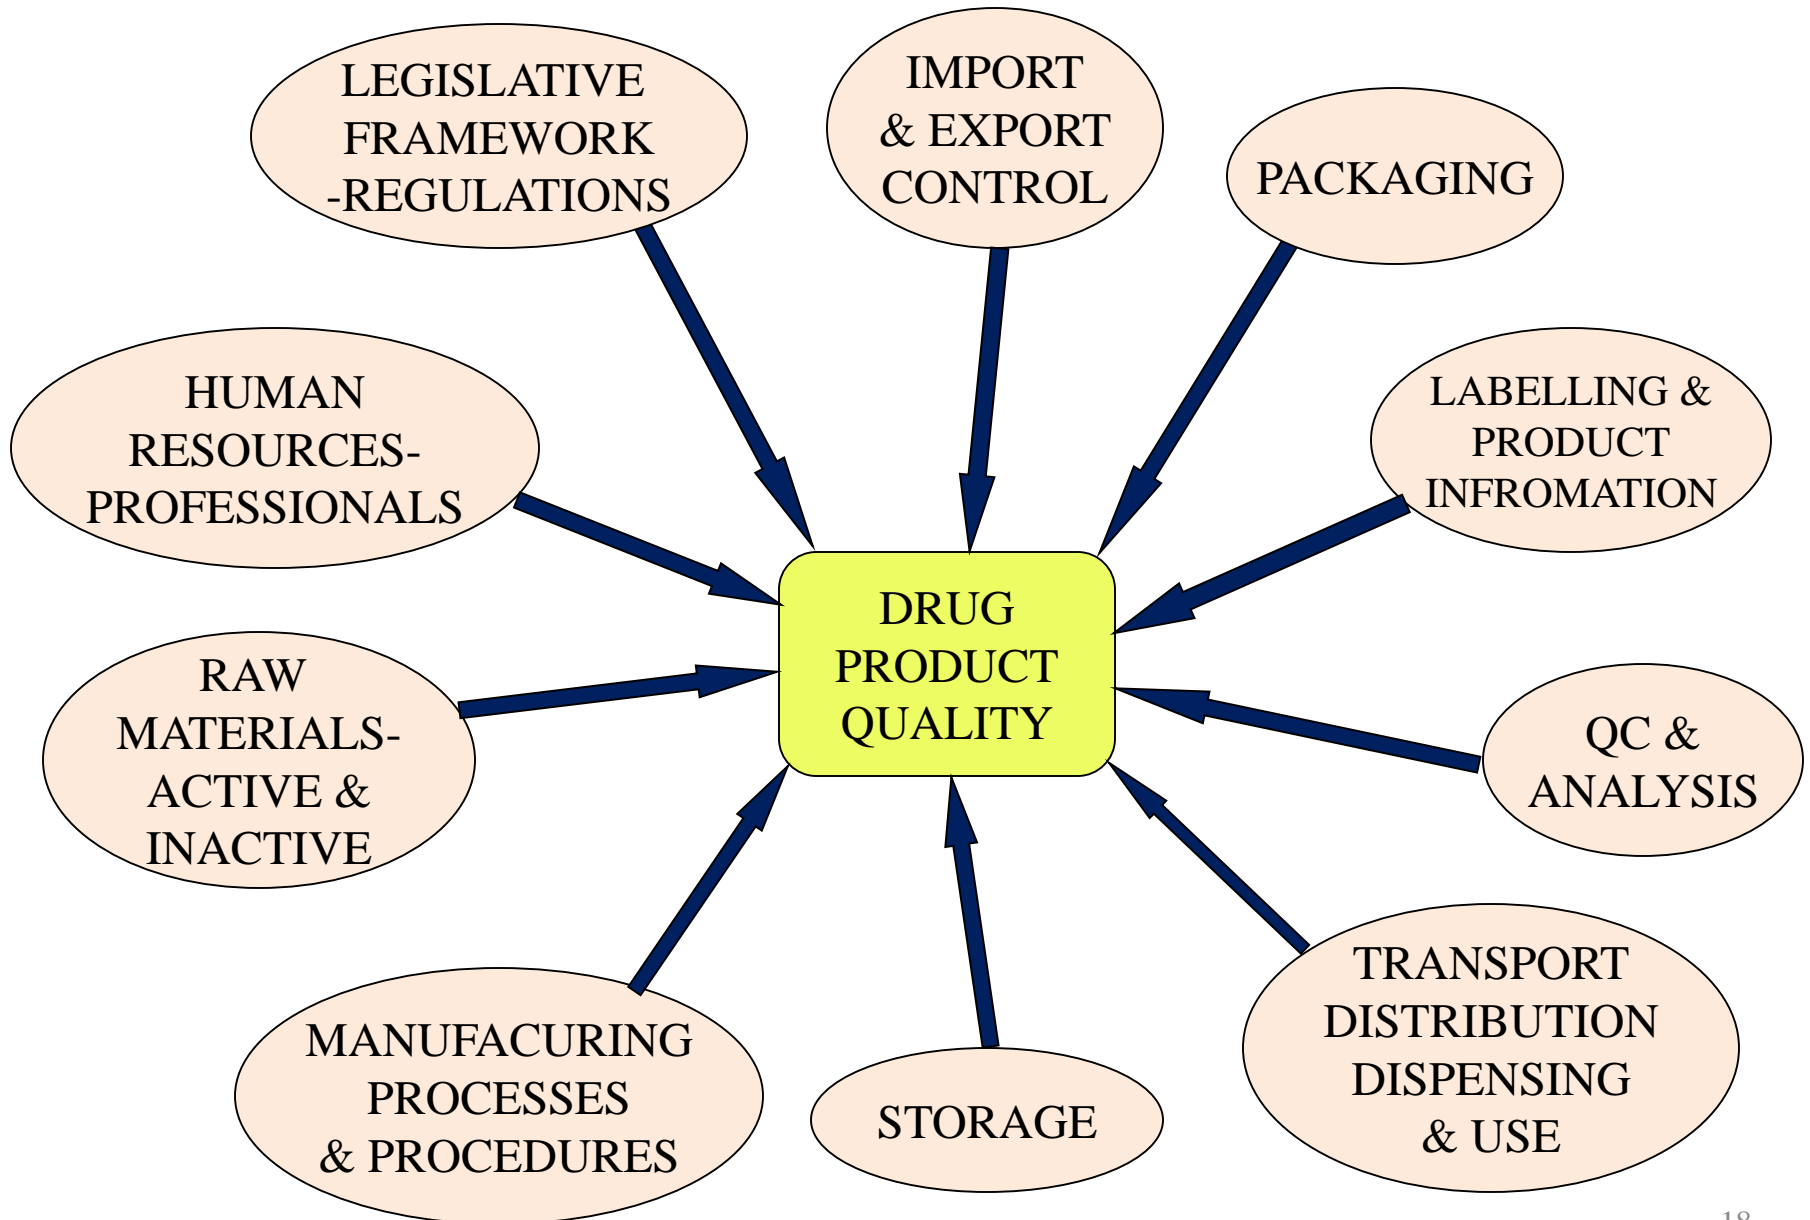 LEGISLATIVE
FRAMEWORK
-REGULATIONS
IMPORT
& EXPORT
CONTROL
PACKAGING
HUMAN
RESOURCES-
PROFESSIONALS
LABELLING &
PRODUCT
INFROMATION
DRUG
PRODUCT
QUALITY
RAW
MATERIALS-
ACTIVE &
INACTIVE
QC &
ANALYSIS
MANUFACURING
PROCESSES
& PROCEDURES
STORAGE
TRANSPORT
DISTRIBUTION
DISPENSING
& USE
18